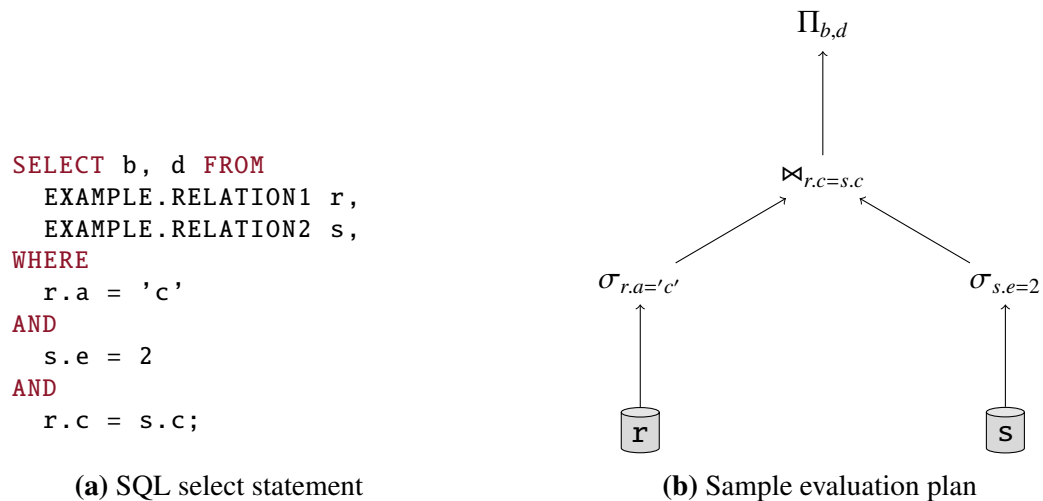 SELECT b, d FROM
EXAMPLE.RELATION1 r,
EXAMPLE.RELATION2 s,
WHERE
r.a = 'c'
AND
s.e = 2
AND
r.c = s.c;
(a) SQL select statement
Π_{b,d}
⋈_{r.c=s.c}
σ_{r.a='c'}
σ_{s.e=2}
r
s
(b) Sample evaluation plan